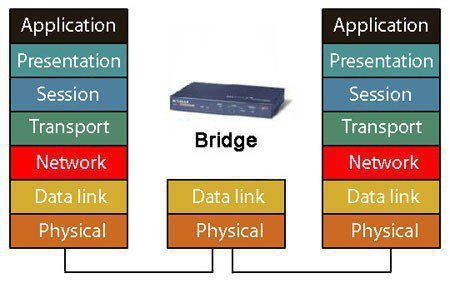 Application
Presentation
Session
Transport
Network
Data link
Physical
Bridge
Data link
Physical
Application
Presentation
Session
Transport
Network
Data link
Physical